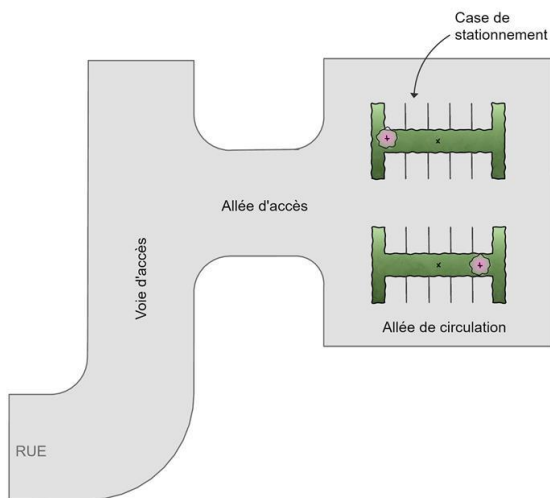 Case de
stationnement
Allée d'accès
Voie d'accès
Allée de circulation
RUE